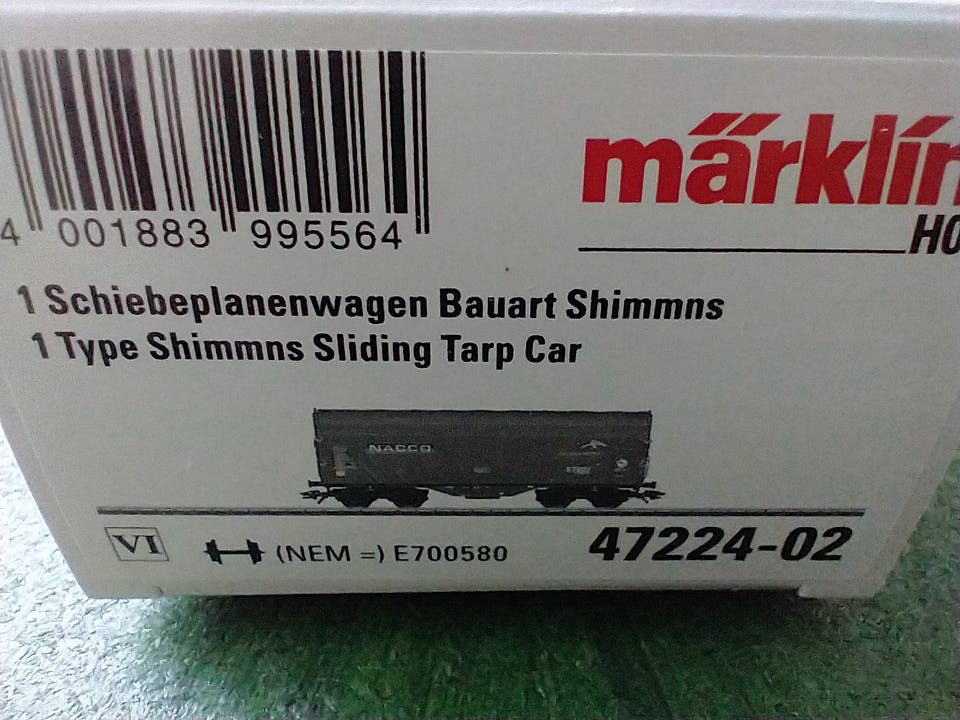 4 001883 995564
märklin
H0
1 Schiebeplanenwagen Bauart Shimmns
1 Type Shimmns Sliding Tarp Car
NACCO
VI (NEM =) E700580
47224-02